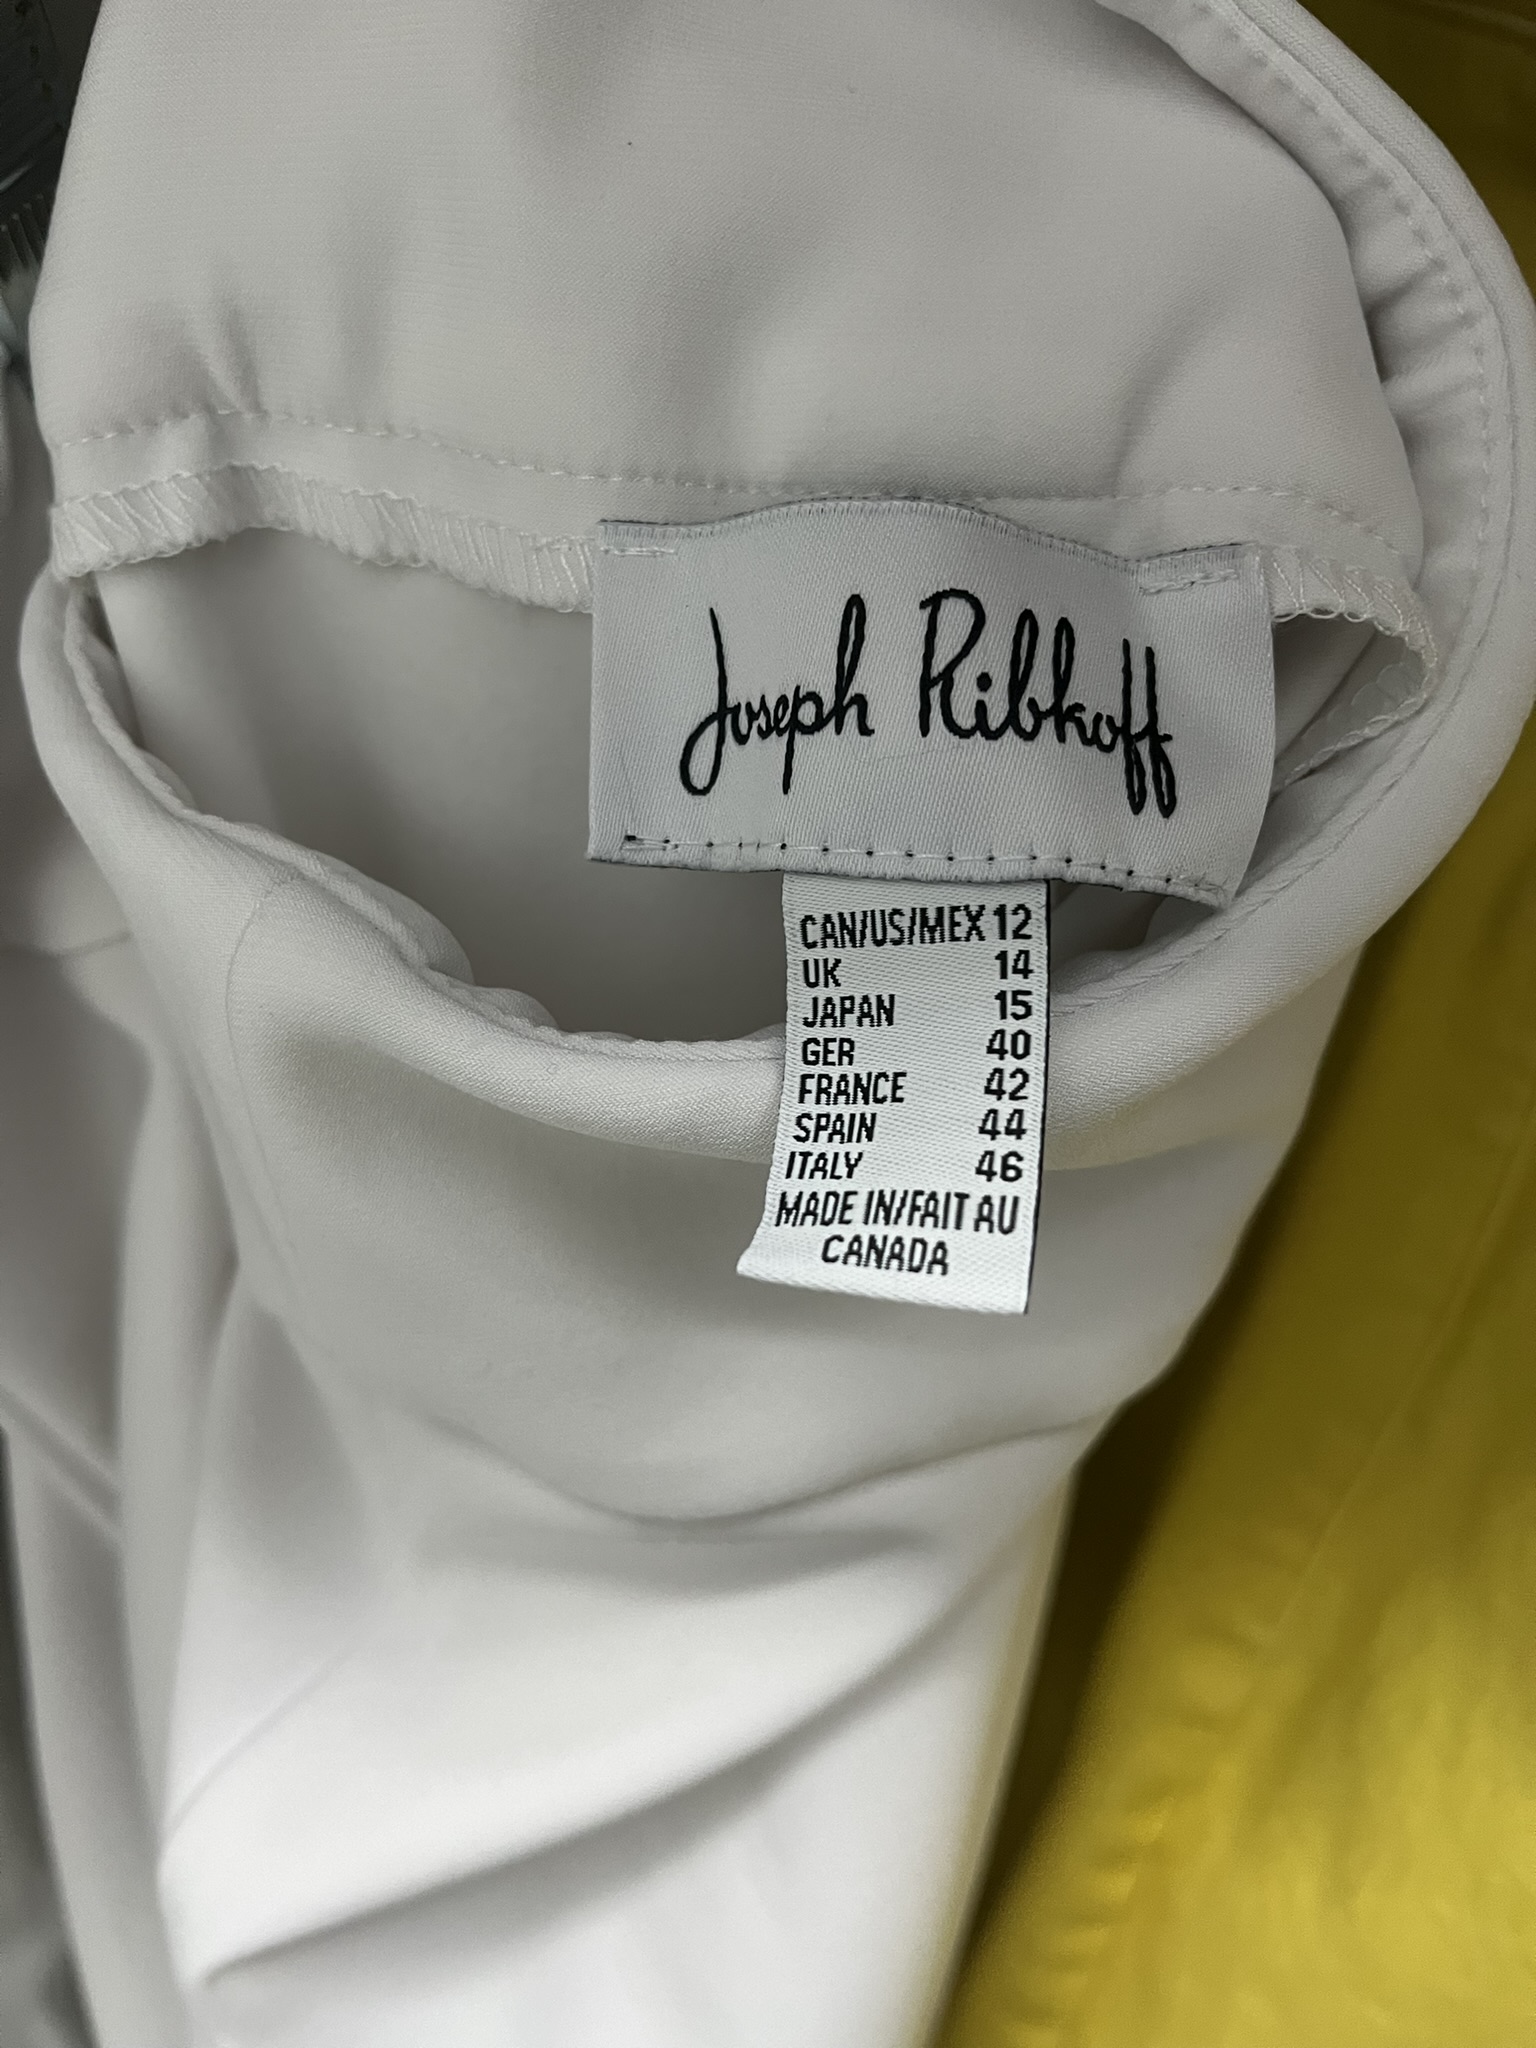 Joseph Ribkoff
CAN/US/MEX 12
UK 14
JAPAN 15
GER 40
FRANCE 42
SPAIN 44
ITALY 46
MADE IN/FAIT AU
CANADA